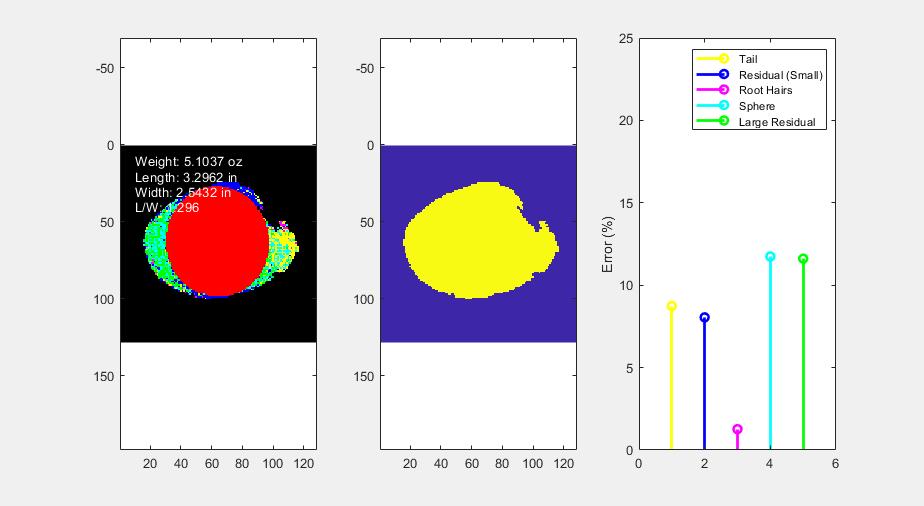 -50
0
50
100
150
20 40 60 80 100 120
Weight: 5.1037 oz
Length: 3.2962 in
Width: 2.5432 in
L/W: 1.296
-50
0
50
100
150
20 40 60 80 100 120
Error (%)
25
20
15
10
5
0
0 2 4 6
Tail
Residual (Small)
Root Hairs
Sphere
Large Residual